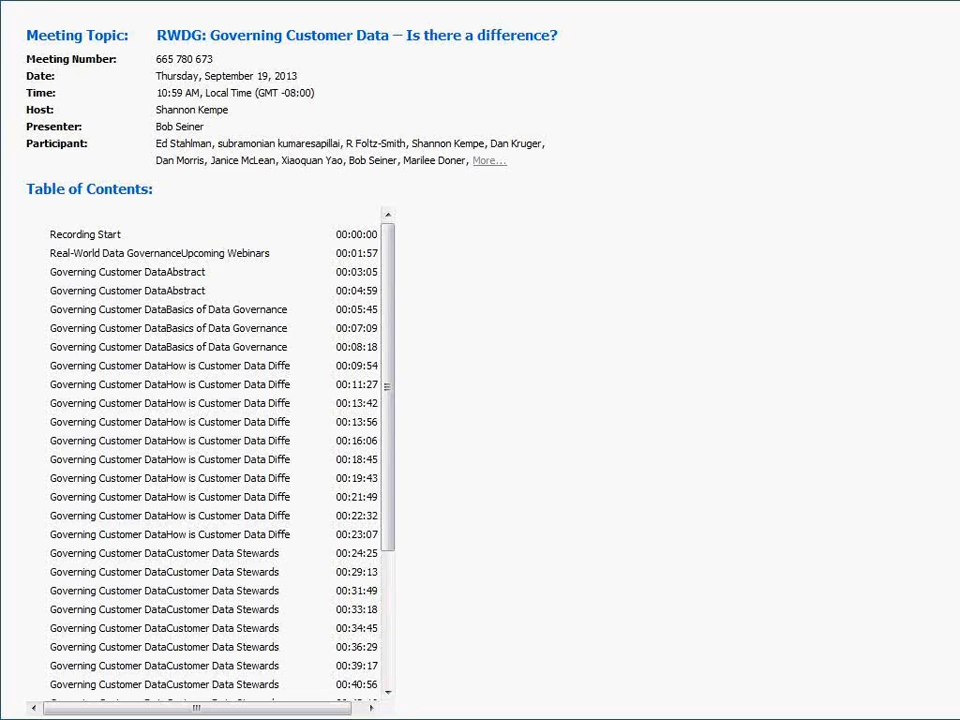 Meeting Topic: RWDG: Governing Customer Data – Is there a difference?
Meeting Number: 665 780 673
Date: Thursday, September 19, 2013
Time: 10:59 AM, Local Time (GMT -08:00)
Host: Shannon Kempe
Presenter: Bob Seiner
Participant: Ed Stahlman, subramonian kumaresapillai, R Foltz-Smith, Shannon Kempe, Dan Kruger,
Dan Morris, Janice McLean, Xiaoquan Yao, Bob Seiner, Marilee Doner, More...
Table of Contents:
Recording Start 00:00:00
Real-World Data GovernanceUpcoming Webinars 00:01:57
Governing Customer DataAbstract 00:03:05
Governing Customer DataAbstract 00:04:59
Governing Customer DataBasics of Data Governance 00:05:45
Governing Customer DataBasics of Data Governance 00:07:09
Governing Customer DataBasics of Data Governance 00:08:18
Governing Customer DataHow is Customer Data Diffe 00:09:54
Governing Customer DataHow is Customer Data Diffe 00:11:27
Governing Customer DataHow is Customer Data Diffe 00:13:42
Governing Customer DataHow is Customer Data Diffe 00:13:56
Governing Customer DataHow is Customer Data Diffe 00:16:06
Governing Customer DataHow is Customer Data Diffe 00:18:45
Governing Customer DataHow is Customer Data Diffe 00:19:43
Governing Customer DataHow is Customer Data Diffe 00:21:49
Governing Customer DataHow is Customer Data Diffe 00:22:32
Governing Customer DataHow is Customer Data Diffe 00:23:07
Governing Customer DataCustomer Data Stewards 00:24:25
Governing Customer DataCustomer Data Stewards 00:29:13
Governing Customer DataCustomer Data Stewards 00:31:49
Governing Customer DataCustomer Data Stewards 00:33:18
Governing Customer DataCustomer Data Stewards 00:34:45
Governing Customer DataCustomer Data Stewards 00:36:29
Governing Customer DataCustomer Data Stewards 00:39:17
Governing Customer DataCustomer Data Stewards 00:40:56